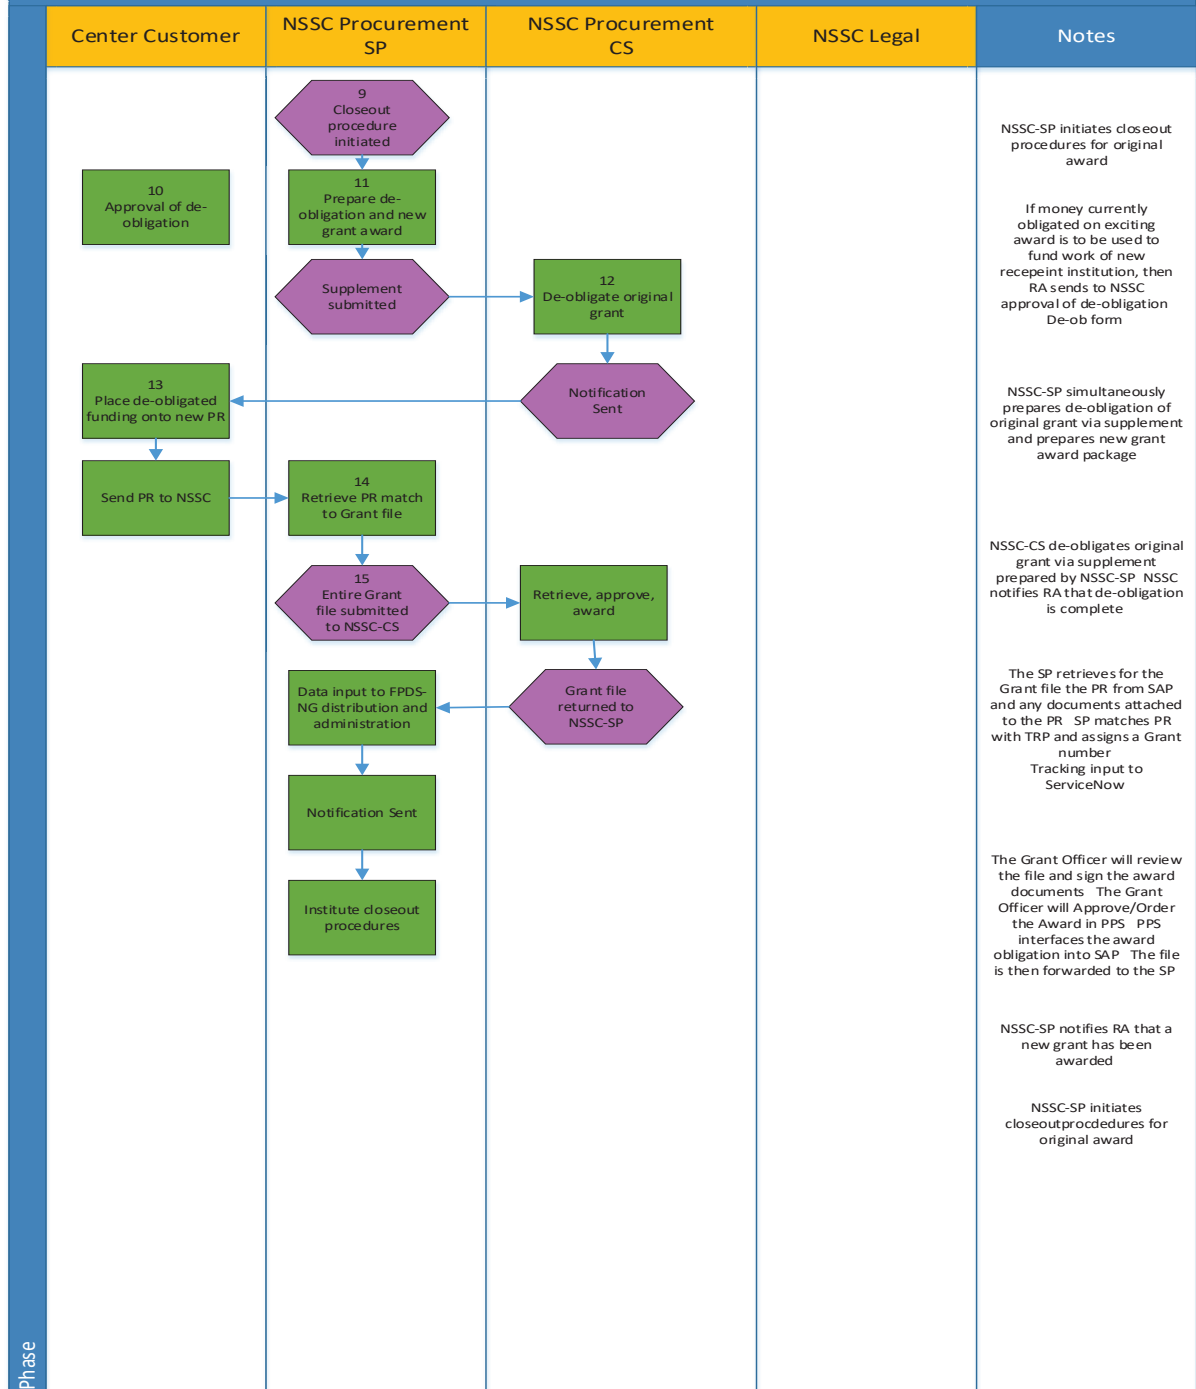 Center Customer
NSSC Procurement
SP
NSSC Procurement
CS
NSSC Legal
Notes
9
Closeout
procedure
initiated
10
Approval of de-
obligation
11
Prepare de-
obligation and new
grant award
Supplement
submitted
12
De-obligate original
grant
Notification
Sent
13
Place de-obligated
funding onto new PR
Send PR to NSSC
14
Retrieve PR match
to Grant file
15
Entire Grant
file submitted
to NSSC-CS
Retrieve, approve,
award
Grant file
returned to
NSSC-SP
Data input to FPDS-
NG distribution and
administration
Notification Sent
Institute closeout
procedures
NSSC-SP initiates closeout
procedures for original
award
If money currently
obligated on exciting
award is to be used to
fund work of new
recepeint institution, then
RA sends to NSSC
approval of de-obligation
De-ob form
NSSC-SP simultaneously
prepares de-obligation of
original grant via supplement
and prepares new grant
award package
NSSC-CS de-obligates original
grant via supplement
prepared by NSSC-SP NSSC
notifies RA that de-obligation
is complete
The SP retrieves for the
Grant file the PR from SAP
and any documents attached
to the PR SP matches PR
with TRP and assigns a Grant
number
Tracking input to
ServiceNow
The Grant Officer will review
the file and sign the award
documents The Grant
Officer will Approve/Order
the Award in PPS PPS
interfaces the award
obligation into SAP The file
is then forwarded to the SP
NSSC-SP notifies RA that a
new grant has been
awarded
NSSC-SP initiates
closeoutprocdedures for
original award
Phase